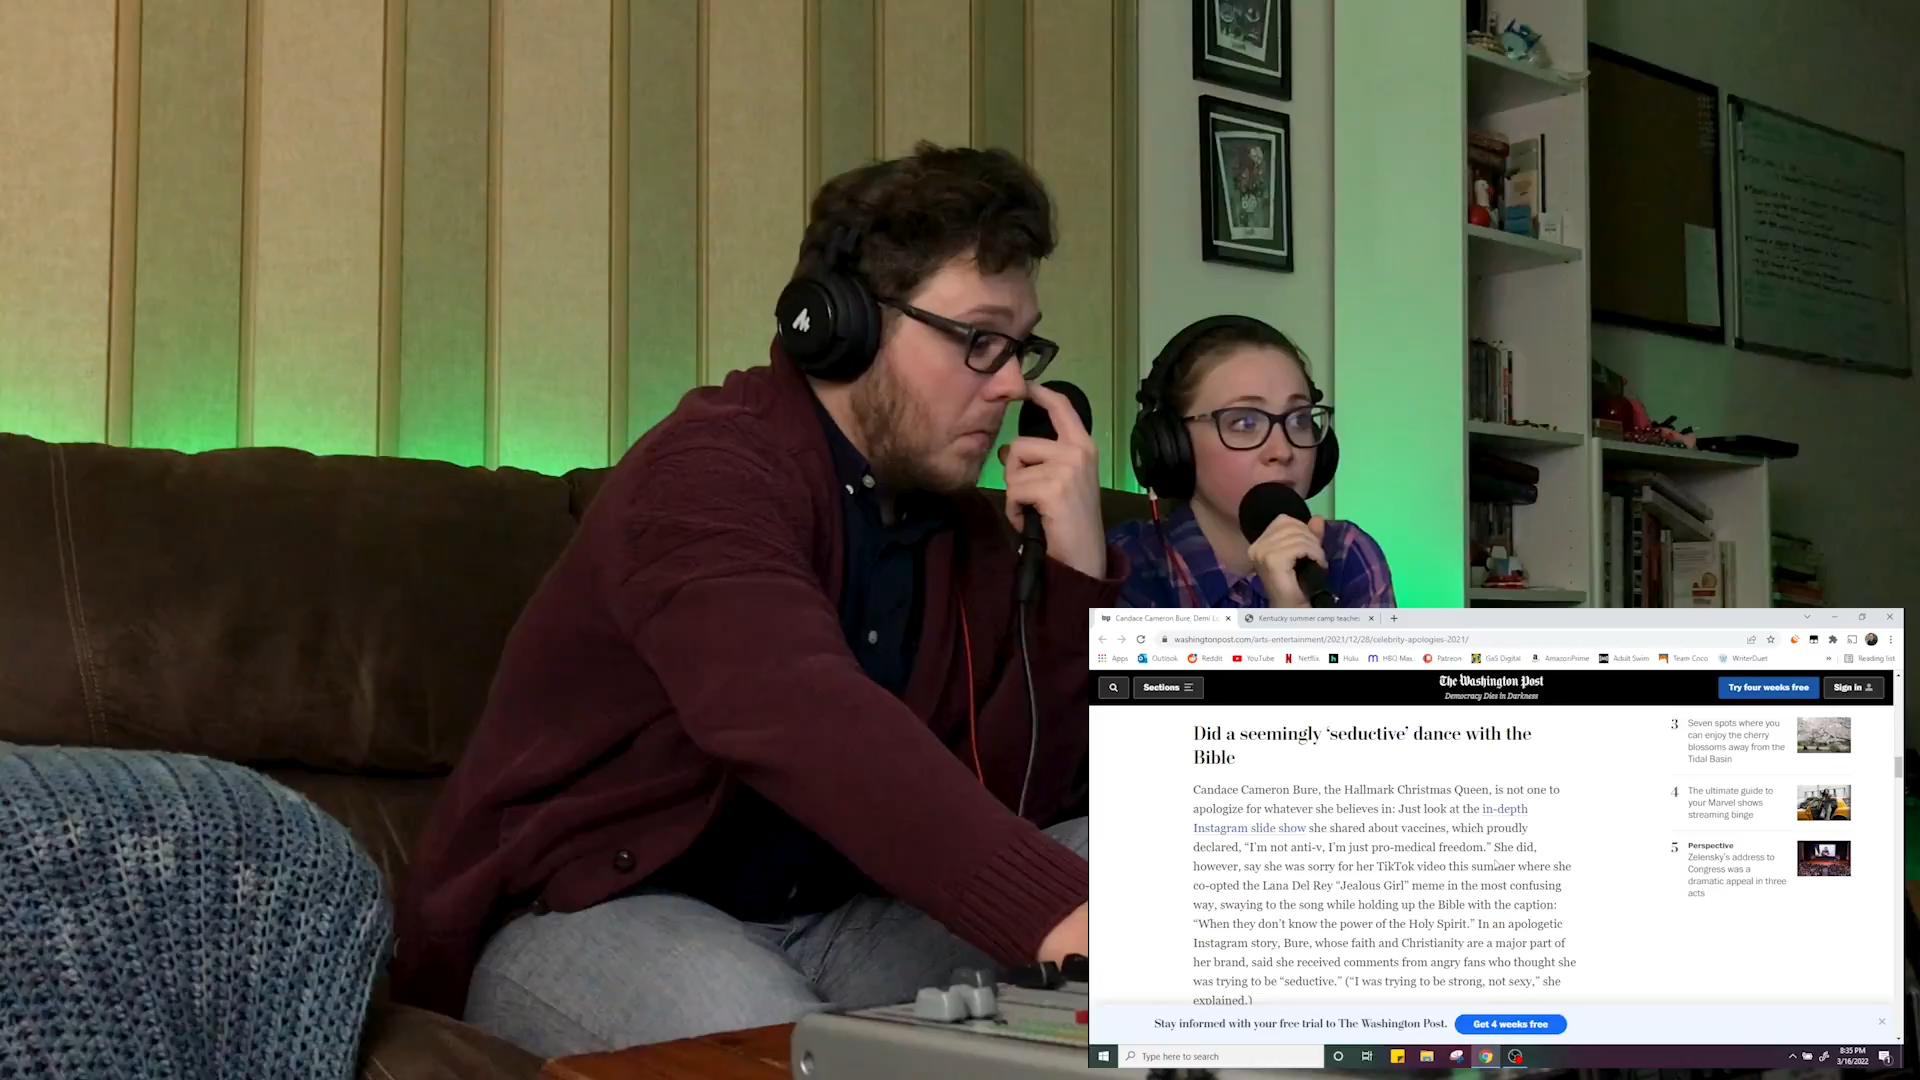 Candace Cameron Bure, Demi Lo
Kentucky summer camp teaches
washingtonpost.com/arts-entertainment/2021/12/28/celebrity-apologies-2021/
Apps Outlook Reddit YouTube Netflix Hulu HBO Max Patreon GaS Digital AmazonPrime Adult Swim Team Coco WriterDuet » Reading list
Sections
The Washington Post
Democracy Dies in Darkness
Try four weeks free
Sign in
Did a seemingly ‘seductive’ dance with the
Bible
Candace Cameron Bure, the Hallmark Christmas Queen, is not one to
apologize for whatever she believes in: Just look at the in-depth
Instagram slide show she shared about vaccines, which proudly
declared, “I’m not anti-v, I’m just pro-medical freedom.” She did,
however, say she was sorry for her TikTok video this summer where she
co-opted the Lana Del Rey “Jealous Girl” meme in the most confusing
way, swaying to the song while holding up the Bible with the caption:
“When they don’t know the power of the Holy Spirit.” In an apologetic
Instagram story, Bure, whose faith and Christianity are a major part of
her brand, said she received comments from angry fans who thought she
was trying to be “seductive.” (“I was trying to be strong, not sexy,” she
explained.)
3 Seven spots where you
can enjoy the cherry
blossoms away from the
Tidal Basin
4 The ultimate guide to
your Marvel shows
streaming binge
5 Perspective
Zelensky's address to
Congress was a
dramatic appeal in three
acts
Stay informed with your free trial to The Washington Post.
Get 4 weeks free
Type here to search
8:35 PM
3/16/2022